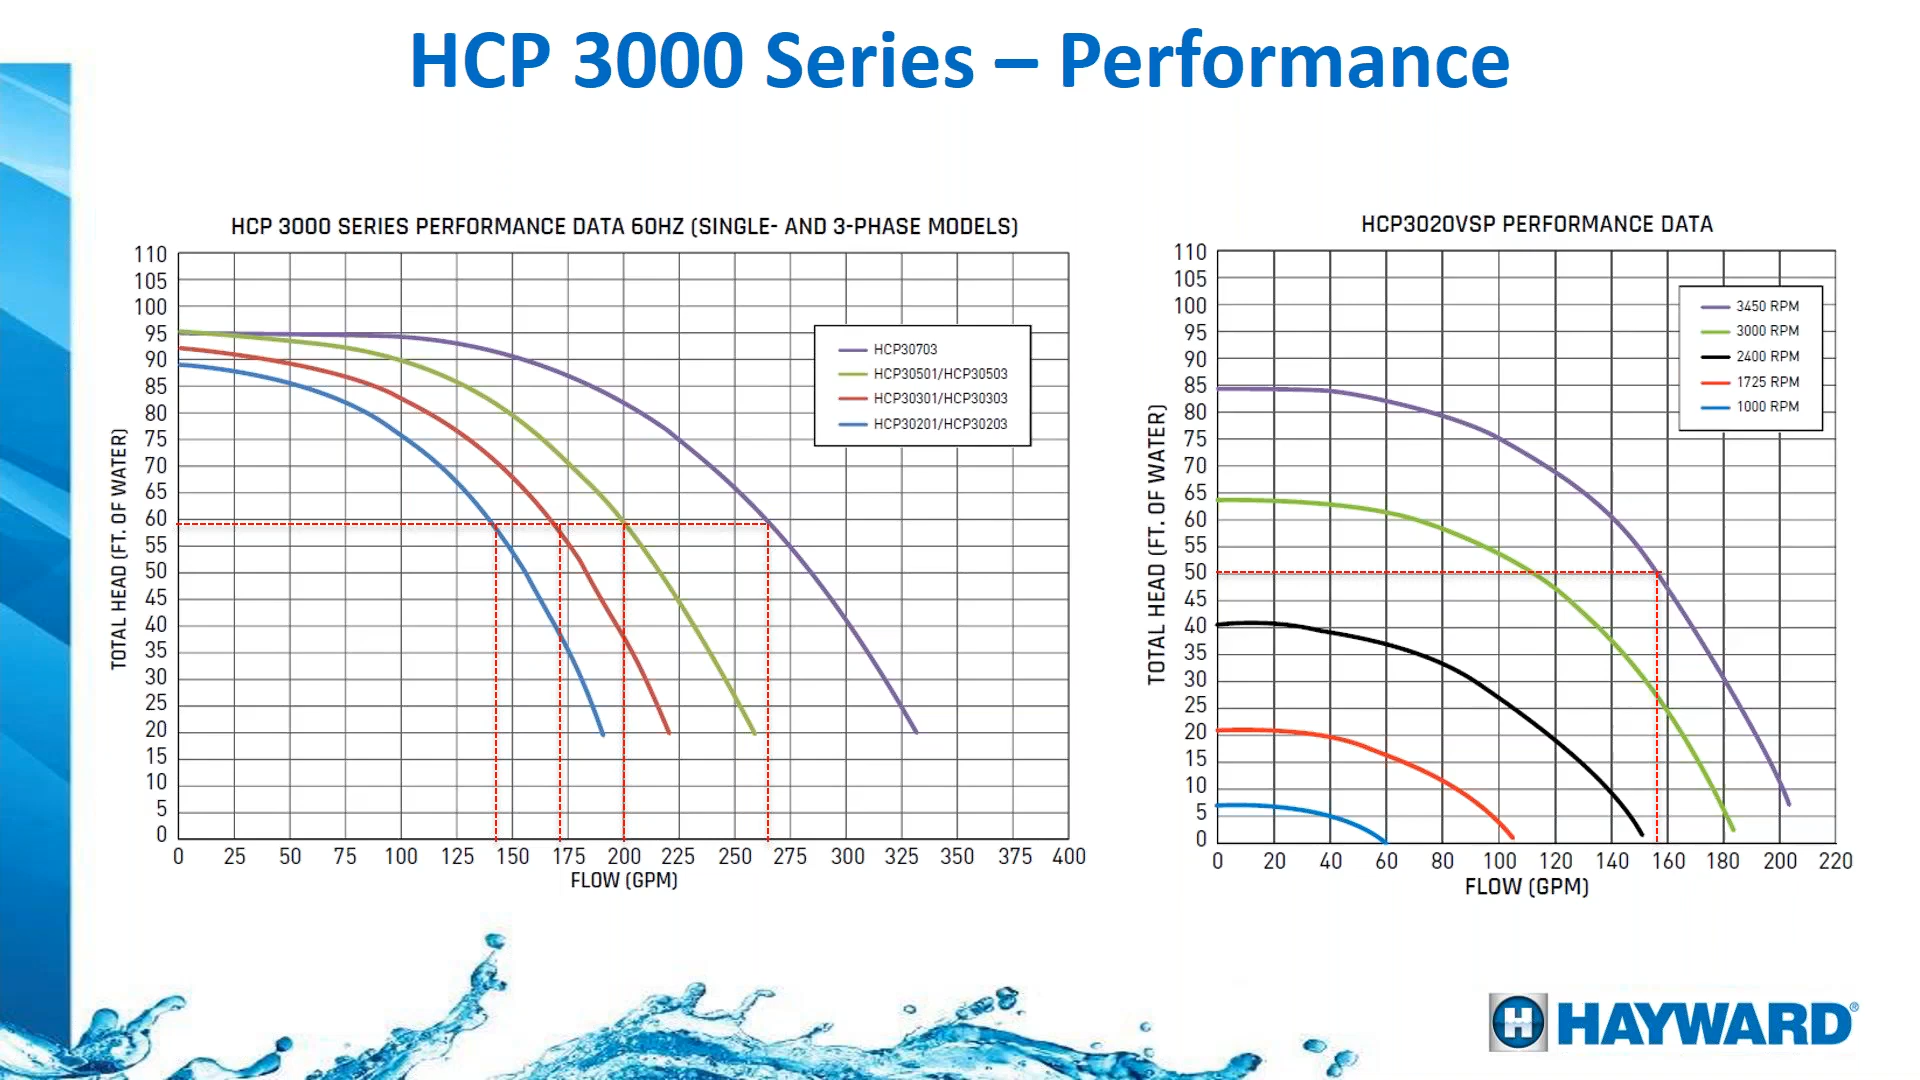 HCP 3000 Series – Performance
HCP 3000 SERIES PERFORMANCE DATA 60HZ (SINGLE- AND 3-PHASE MODELS)
110
105
100
95
90
85
80
75
70
65
60
55
50
45
40
35
30
25
20
15
10
5
0
TOTAL HEAD (FT. OF WATER)
HCP30703
HCP30501/HCP30503
HCP30301/HCP30303
HCP30201/HCP30203
0 25 50 75 100 125 150 175 200 225 250 275 300 325 350 375 400
FLOW (GPM)
HCP3020VSP PERFORMANCE DATA
110
105
100
95
90
85
80
75
70
65
60
55
50
45
40
35
30
25
20
15
10
5
0
TOTAL HEAD (FT. OF WATER)
3450 RPM
3000 RPM
2400 RPM
1725 RPM
1000 RPM
0 20 40 60 80 100 120 140 160 180 200 220
FLOW (GPM)
H HAYWARD®